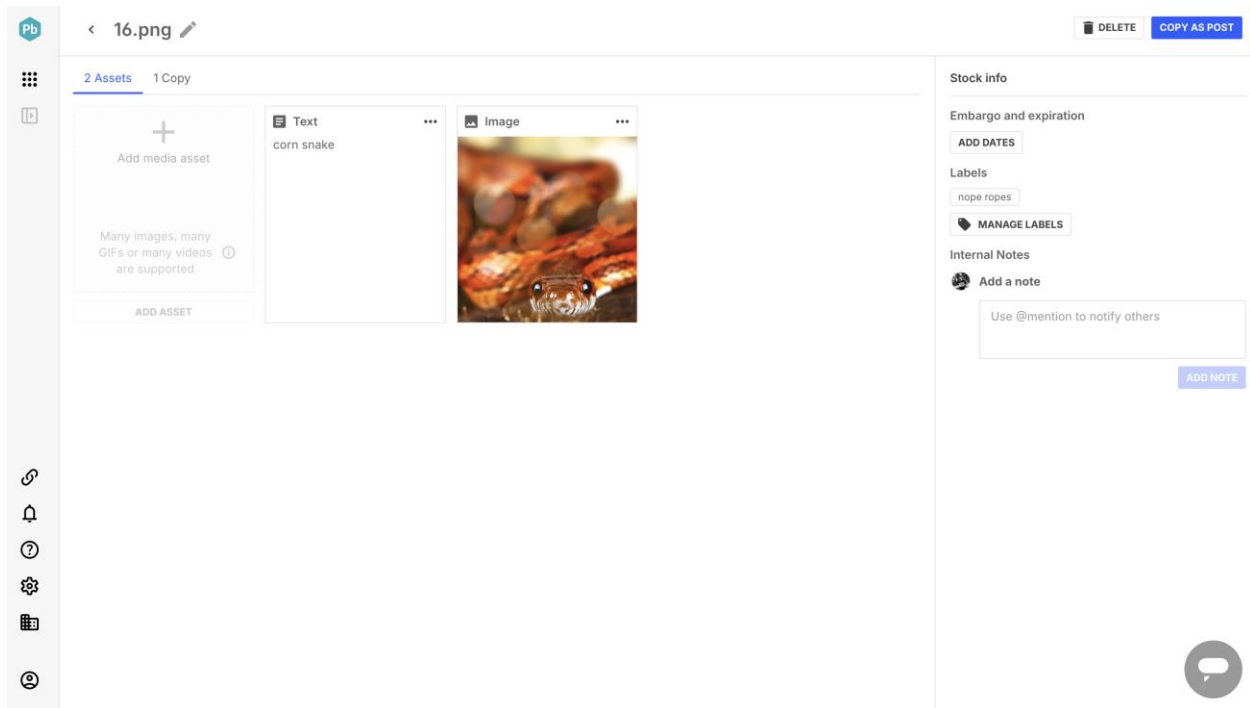 Pb
16.png
DELETE
COPY AS POST
2 Assets
1 Copy
Add media asset
Many images, many
GIFs or many videos
are supported
ADD ASSET
Text
corn snake
Image
Stock info
Embargo and expiration
ADD DATES
Labels
nope ropes
MANAGE LABELS
Internal Notes
Add a note
Use @mention to notify others
ADD NOTE